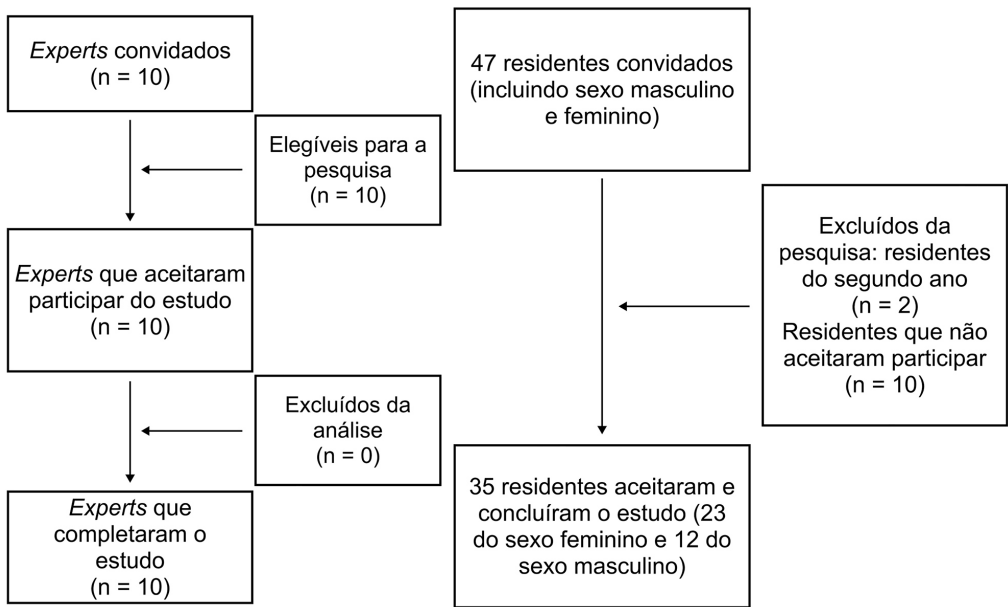 Experts convidados
(n = 10)
Elegíveis para a
pesquisa
(n = 10)
Experts que aceitaram
participar do estudo
(n = 10)
Excluídos da
análise
(n = 0)
Experts que
completaram o
estudo
(n = 10)
47 residentes convidados
(incluindo sexo masculino
e feminino)
Excluídos da
pesquisa: residentes
do segundo ano
(n = 2)
Residentes que não
aceitaram participar
(n = 10)
35 residentes aceitaram e
concluíram o estudo (23
do sexo feminino e 12 do
sexo masculino)